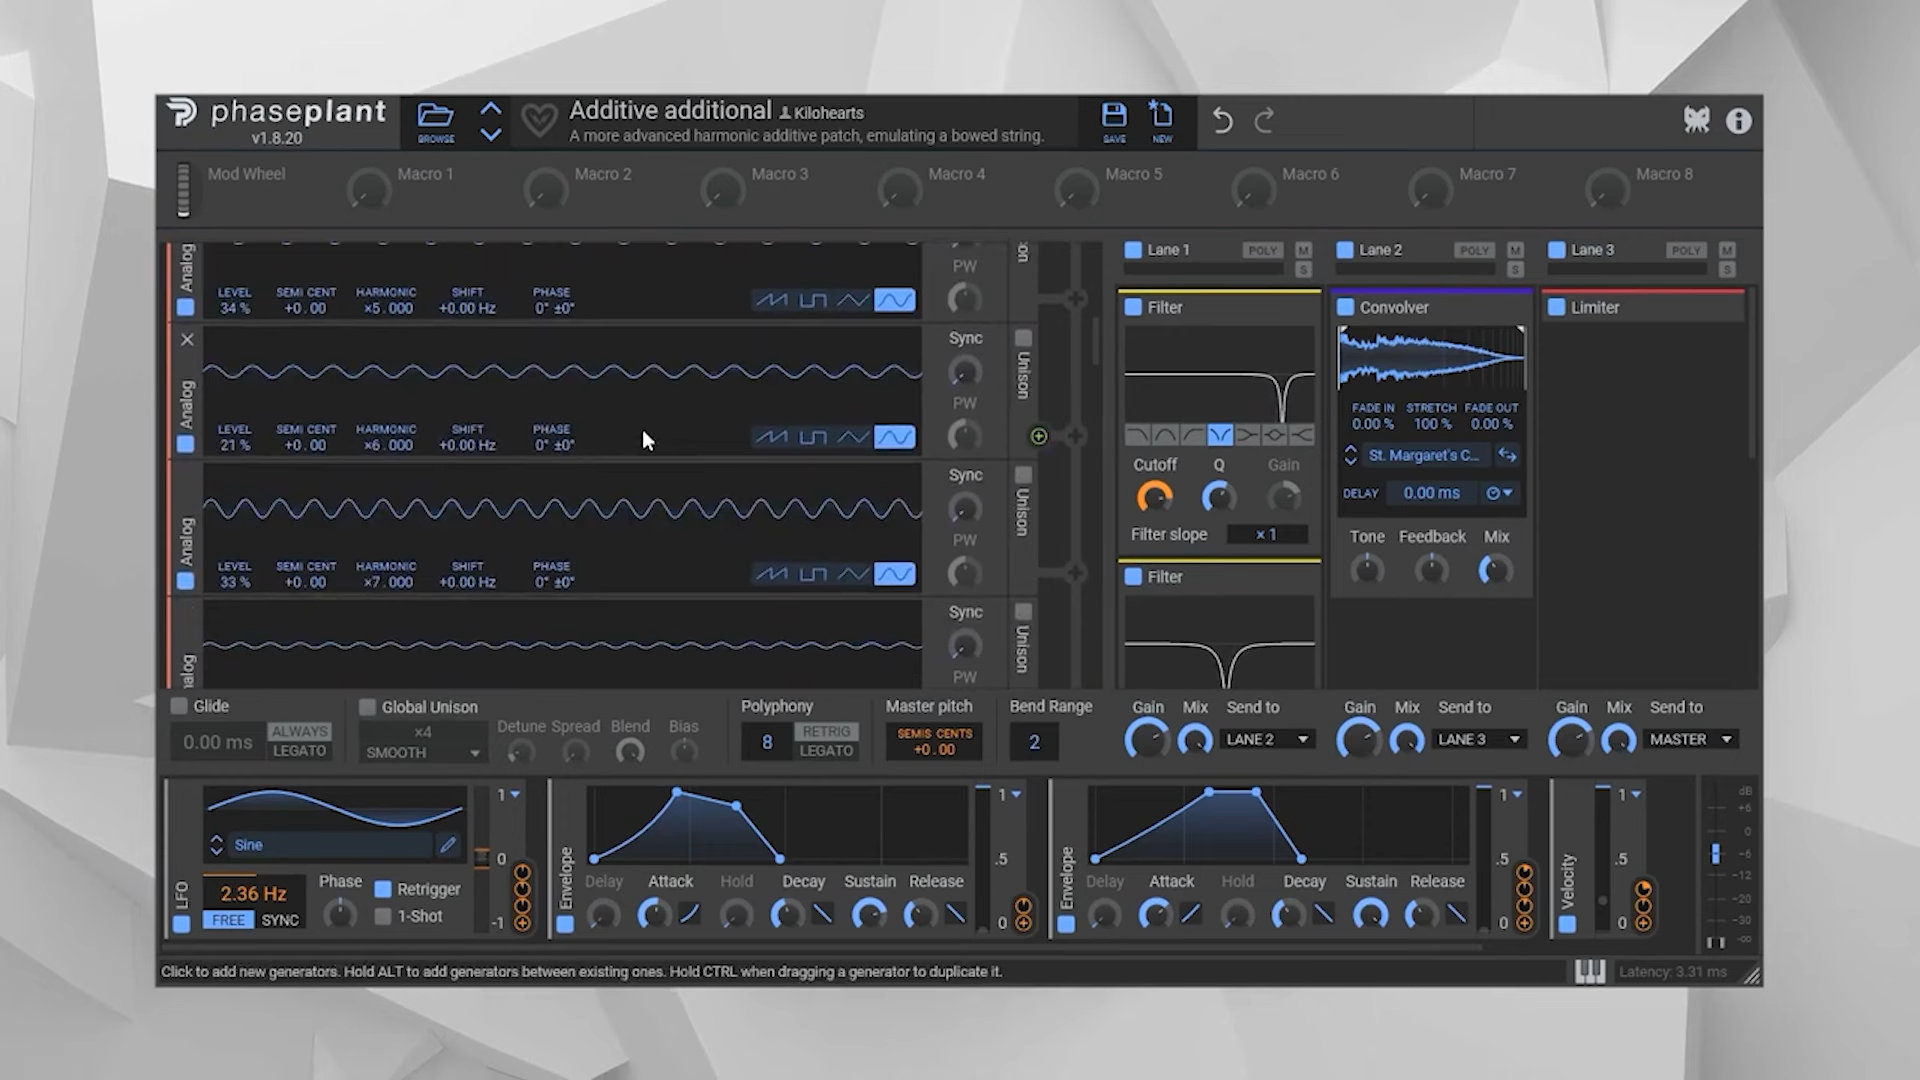 phaseplant
v1.8.20
BROWSE
Additive additional Kilohearts
A more advanced harmonic additive patch, emulating a bowed string.
SAVE NEW
Mod Wheel Macro 1 Macro 2 Macro 3 Macro 4 Macro 5 Macro 6 Macro 7 Macro 8
Analog
LEVEL SEMI CENT HARMONIC SHIFT PHASE
34 % +0.00 ×5.000 +0.00 Hz 0° ±0°
PW
Analog
LEVEL SEMI CENT HARMONIC SHIFT PHASE
21 % +0.00 ×6.000 +0.00 Hz 0° ±0°
Sync
PW
Unison
Analog
LEVEL SEMI CENT HARMONIC SHIFT PHASE
33 % +0.00 ×7.000 +0.00 Hz 0° ±0°
Sync
PW
Unison
alog
Sync
PW
Unison
Lane 1 POLY M
S
Lane 2 POLY M
S
Lane 3 POLY M
S
Filter
Cutoff Q Gain
Filter slope ×1
Filter
Convolver
FADE IN STRETCH FADE OUT
0.00 % 100 % 0.00 %
St. Margaret's C...
DELAY 0.00 ms
Tone Feedback Mix
Limiter
Glide
0.00 ms ALWAYS
LEGATO
Global Unison
×4
SMOOTH
Detune Spread Blend Bias
Polyphony
8 RETRIG
LEGATO
Master pitch
SEMIS CENTS
+0.00
Bend Range
2
Gain Mix Send to
LANE 2
Gain Mix Send to
LANE 3
Gain Mix Send to
MASTER
LFO
Sine
2.36 Hz
FREE SYNC
Phase
Retrigger
1-Shot
1
0
-1
Envelope
Delay Attack Hold Decay Sustain Release
1
.5
0
Envelope
Delay Attack Hold Decay Sustain Release
1
.5
0
Velocity
1
.5
0
dB
+6
0
-6
-12
-20
-30
-∞
Click to add new generators. Hold ALT to add generators between existing ones. Hold CTRL when dragging a generator to duplicate it.
Latency: 3.31 ms